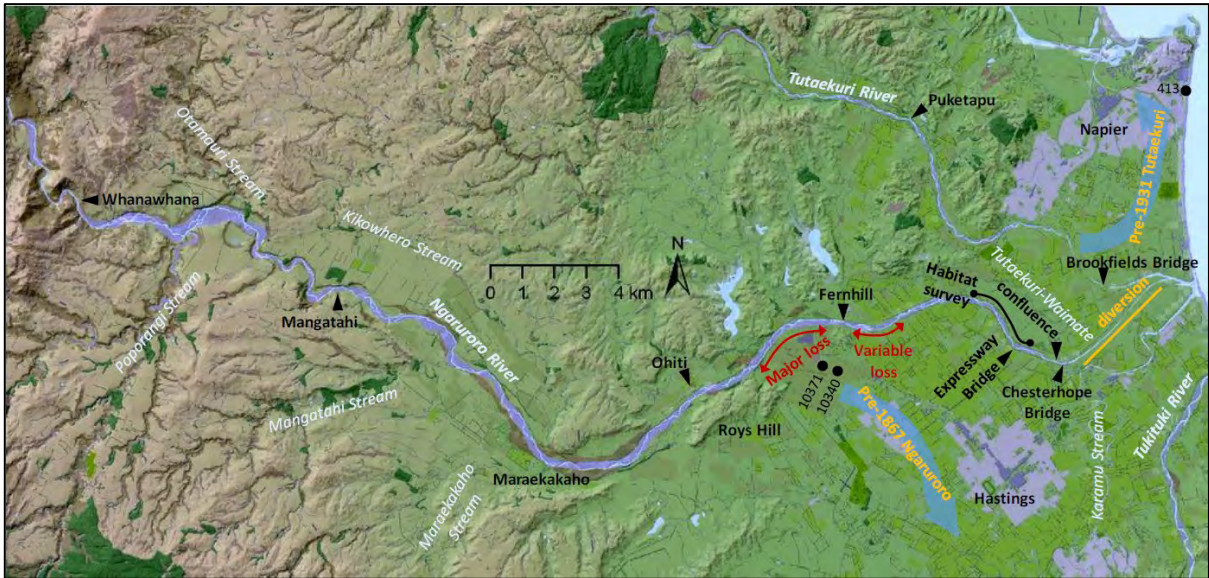 413
Tutaekuri River
Puketapu
Napier
Pre-1931 Tutaekuri
Oramauri Stream
Whanawhana
Kikowhero Stream
N
0 1 2 3 4 km
Brookfields Bridge
Tutaekuri-Waimate
confluence
Habitat
survey
diversion
Poporangi Stream
Mangatahi
Ngaruroro River
Fernhill
Major loss
Variable
loss
Ohiti
Expressway
Bridge
Chesterhope
Bridge
10371
10340
Mangatahi Stream
Roys Hill
Pre-1867 Ngaruroro
Maraekakaho
Maraekakaho
Stream
Hastings
Karamu Stream
Tukituki River